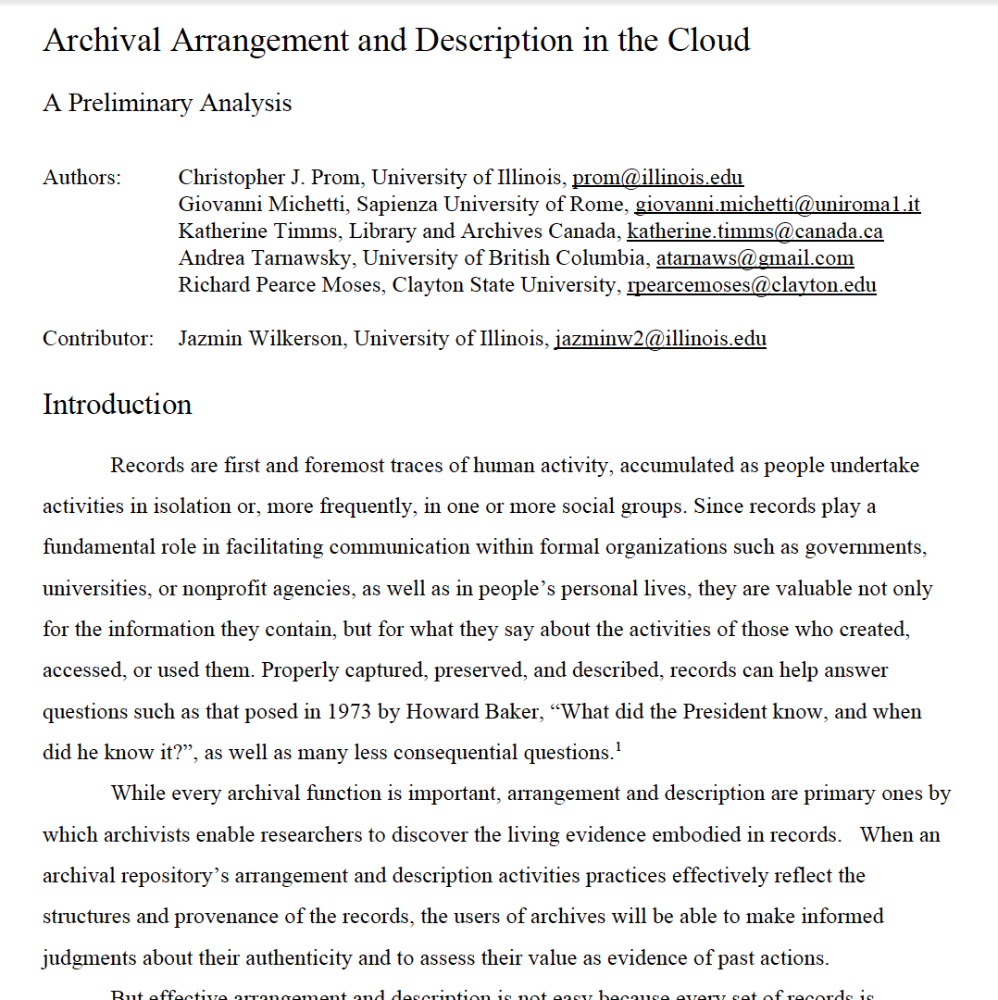 Archival Arrangement and Description in the Cloud
A Preliminary Analysis
Authors: Christopher J. Prom, University of Illinois, prom@illinois.edu
Giovanni Michetti, Sapienza University of Rome, giovanni.michetti@uniroma1.it
Katherine Timms, Library and Archives Canada, katherine.timms@canada.ca
Andrea Tarnawsky, University of British Columbia, atarnaws@gmail.com
Richard Pearce Moses, Clayton State University, rpearcemoses@clayton.edu
Contributor: Jazmin Wilkerson, University of Illinois, jazminw2@illinois.edu
Introduction
Records are first and foremost traces of human activity, accumulated as people undertake
activities in isolation or, more frequently, in one or more social groups. Since records play a
fundamental role in facilitating communication within formal organizations such as governments,
universities, or nonprofit agencies, as well as in people’s personal lives, they are valuable not only
for the information they contain, but for what they say about the activities of those who created,
accessed, or used them. Properly captured, preserved, and described, records can help answer
questions such as that posed in 1973 by Howard Baker, “What did the President know, and when
did he know it?”, as well as many less consequential questions.¹
While every archival function is important, arrangement and description are primary ones by
which archivists enable researchers to discover the living evidence embodied in records.   When an
archival repository’s arrangement and description activities practices effectively reflect the
structures and provenance of the records, the users of archives will be able to make informed
judgments about their authenticity and to assess their value as evidence of past actions.
But effective arrangement and description is not easy because every set of records is